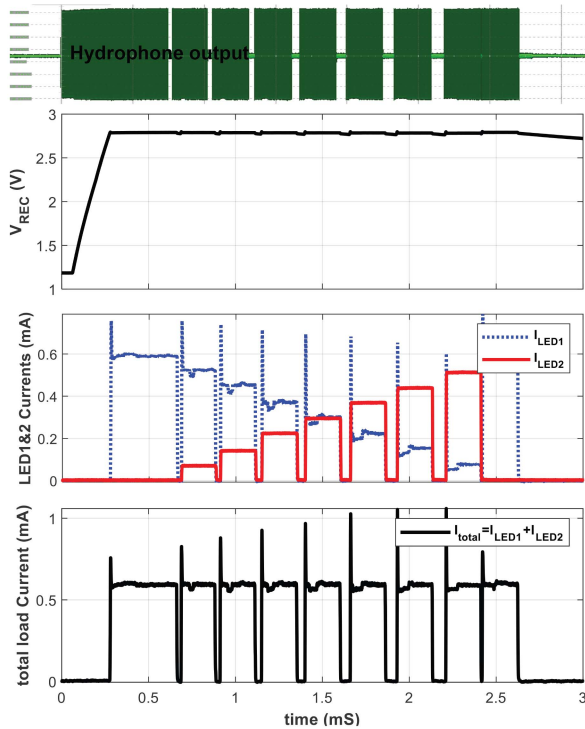 Hydrophone output
3
2.5
2
1.5
1
V_REC (V)
0.6
0.4
0.2
0
LED1&2 Currents (mA)
I_LED1
I_LED2
1
0.5
0
total load Current (mA)
I_total=I_LED1+I_LED2
0 0.5 1 1.5 2 2.5 3
time (mS)